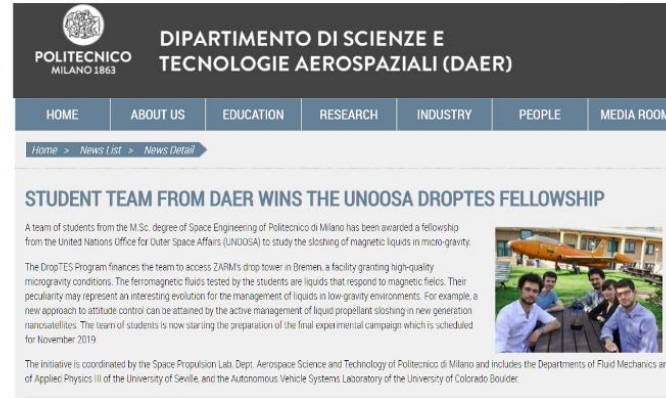 POLITECNICO
MILANO 1863
DIPARTIMENTO DI SCIENZE E
TECNOLOGIE AEROSPAZIALI (DAER)
HOME ABOUT US EDUCATION RESEARCH INDUSTRY PEOPLE MEDIA ROOM
Home > News List > News Detail
STUDENT TEAM FROM DAER WINS THE UNOOSA DROPTES FELLOWSHIP
A team of students from the M.Sc. degree of Space Engineering of Politecnico di Milano has been awarded a fellowship
from the United Nations Office for Outer Space Affairs (UNOOSA) to study the sloshing of magnetic liquids in micro-gravity.
The DropTES Program finances the team to access ZARM's drop tower in Bremen, a facility granting high-quality
microgravity conditions. The ferromagnetic fluids tested by the students are liquids that respond to magnetic fields. Their
peculiarity may represent an interesting evolution for the management of liquids in low-gravity environments. For example, a
new approach to attitude control can be attained by the active management of liquid propellant sloshing in new generation
nanosatellites. The team of students is now starting the preparation of the final experimental campaign which is scheduled
for November 2019.
The initiative is coordinated by the Space Propulsion Lab. Dept. Aerospace Science and Technology of Politecnico di Milano and includes the Departments of Fluid Mechanics
of Applied Physics III of the University of Seville, and the Autonomous Vehicle Systems Laboratory of the University of Colorado Boulder.